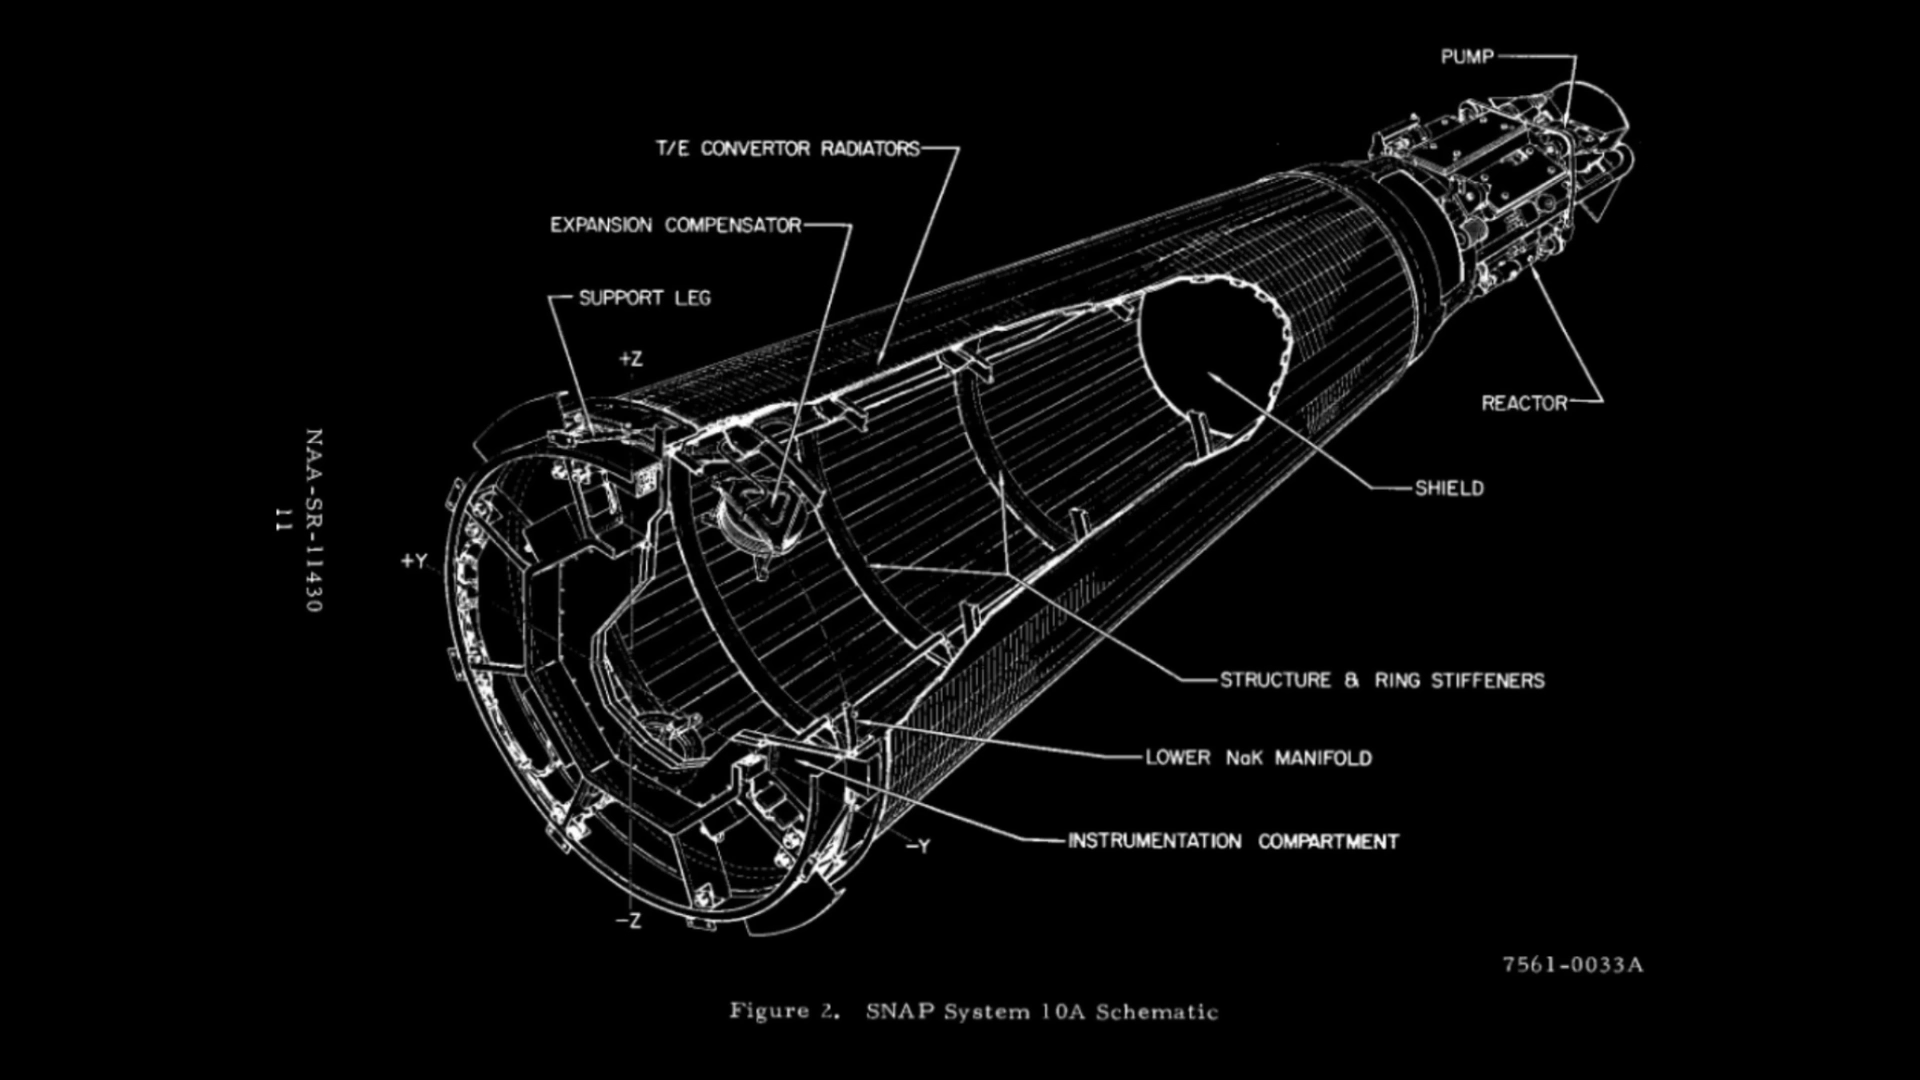 PUMP
T/E CONVERTOR RADIATORS
EXPANSION COMPENSATOR
SUPPORT LEG
+Z
REACTOR
SHIELD
+Y
NAA-SR-11430
11
STRUCTURE & RING STIFFENERS
LOWER NaK MANIFOLD
INSTRUMENTATION COMPARTMENT
-Y
-Z
7561-0033A
Figure 2. SNAP System 10A Schematic